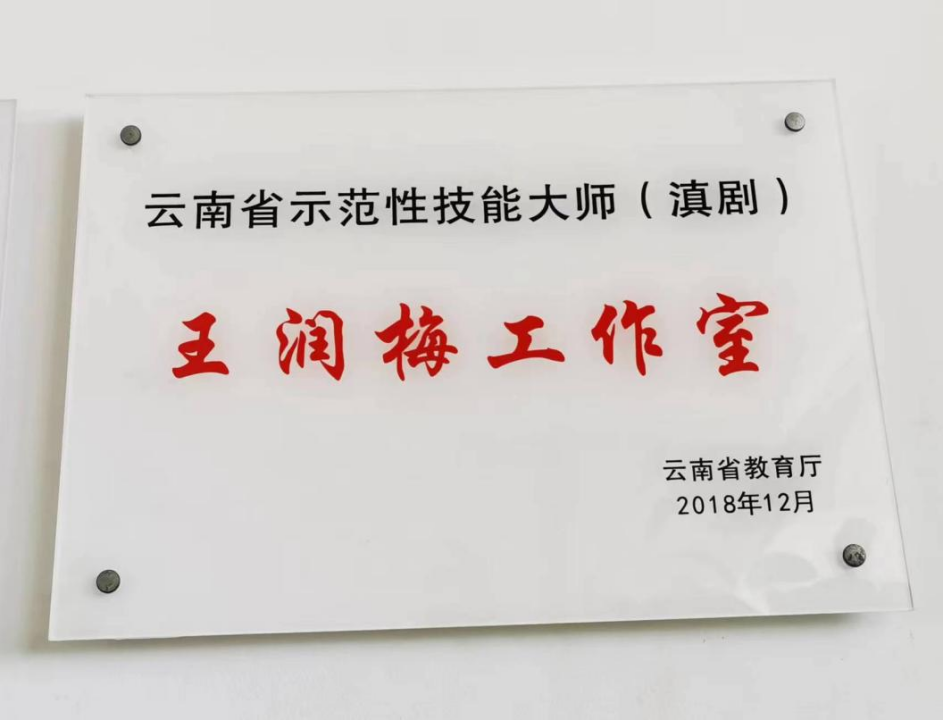 云南省示范性技能大师（滇剧）
王润梅工作室
云南省教育厅
2018年12月